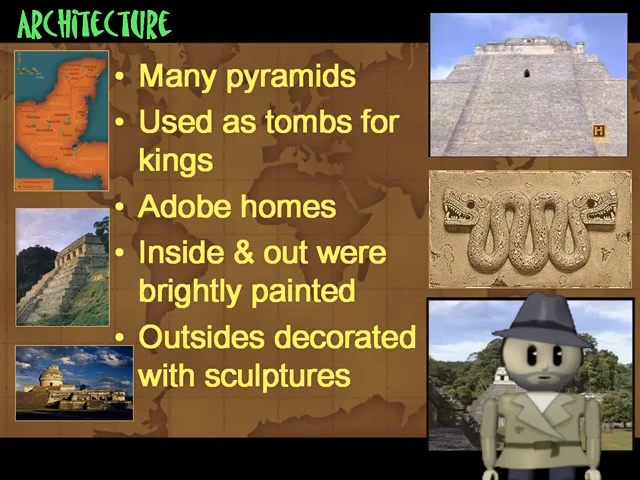 ARCHITECTURE
• Many pyramids
• Used as tombs for
kings
• Adobe homes
• Inside & out were
brightly painted
• Outsides decorated
with sculptures
H